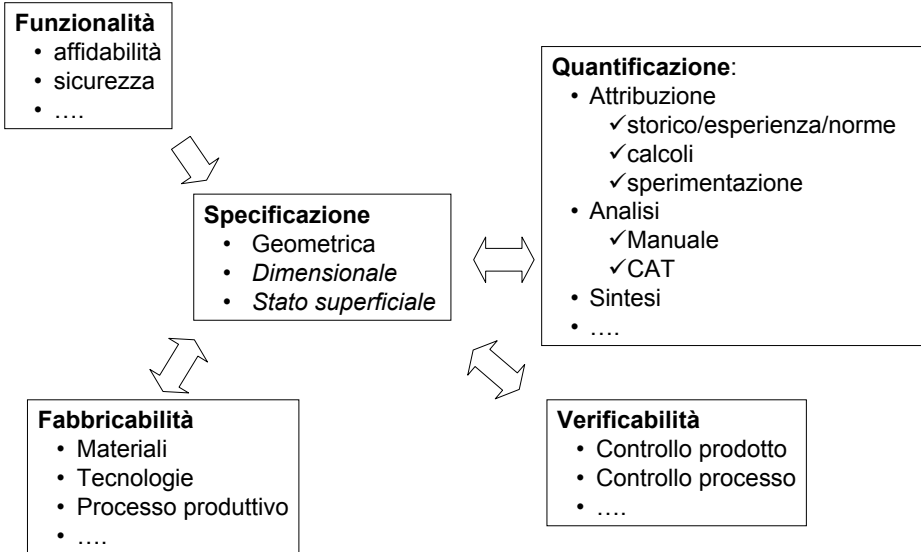 Funzionalità
• affidabilità
• sicurezza
• ….
Quantificazione:
• Attribuzione
✓storico/esperienza/norme
✓calcoli
✓sperimentazione
• Analisi
✓Manuale
✓CAT
• Sintesi
• ….
Specificazione
• Geometrica
• Dimensionale
• Stato superficiale
Fabbricabilità
• Materiali
• Tecnologie
• Processo produttivo
• ….
Verificabilità
• Controllo prodotto
• Controllo processo
• ….